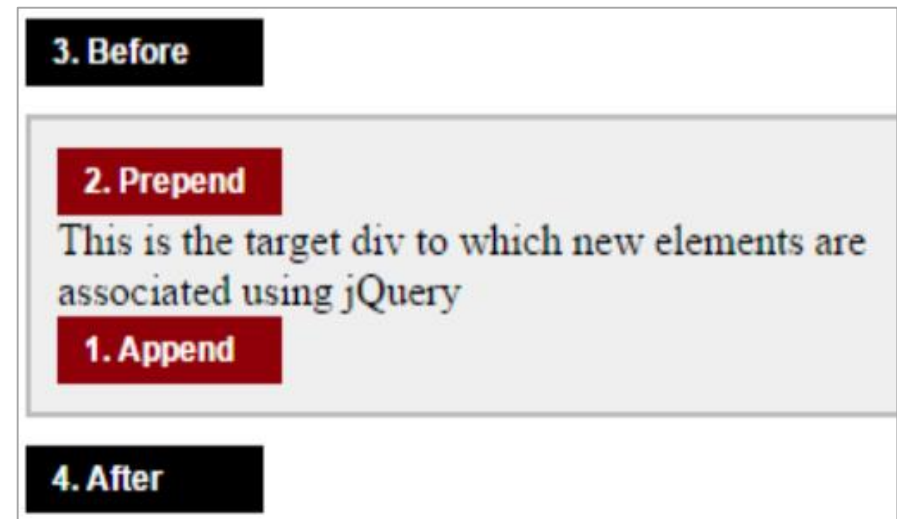 3. Before
2. Prepend
This is the target div to which new elements are
associated using jQuery
1. Append
4. After